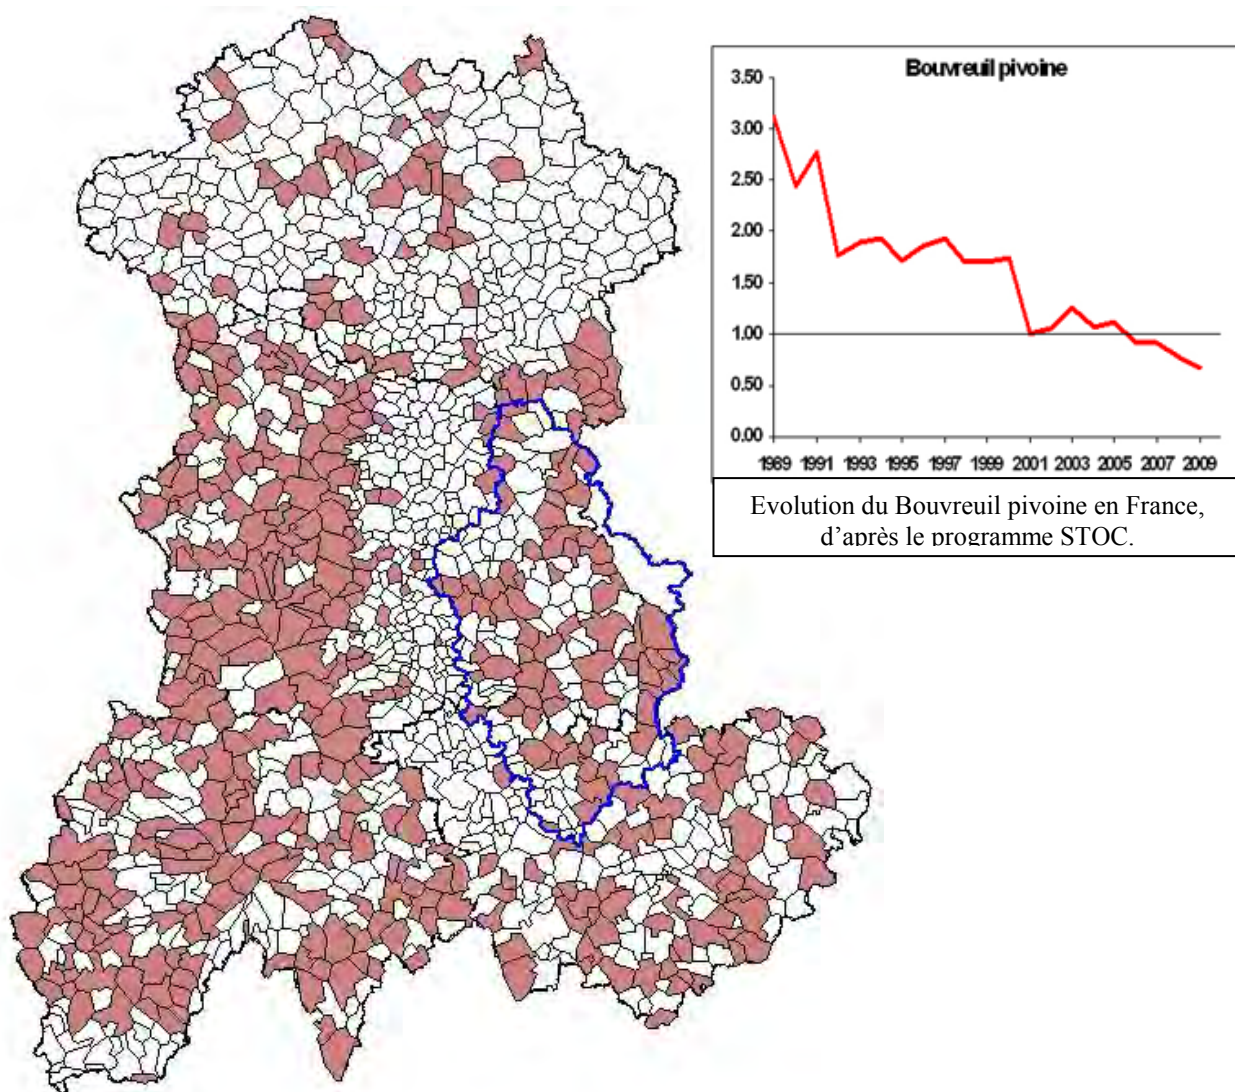 Bouvreuil pivoine
3.50
3.00
2.50
2.00
1.50
1.00
0.50
0.00
1989 1991 1993 1995 1997 1999 2001 2003 2005 2007 2009
Evolution du Bouvreuil pivoine en France,
d'après le programme STOC.